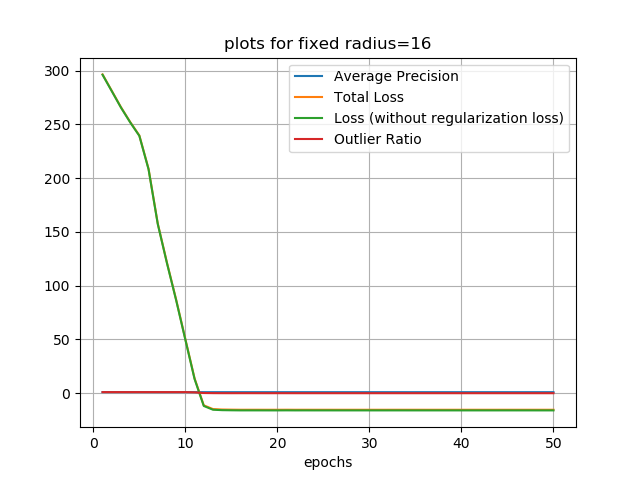 plots for fixed radius=16
300
250
200
150
100
50
0
Average Precision
Total Loss
Loss (without regularization loss)
Outlier Ratio
0 10 20 30 40 50
epochs